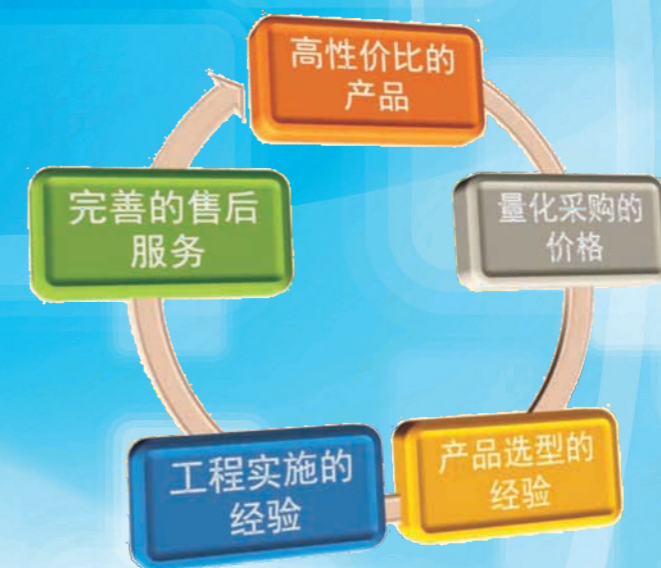 高性价比的
产品
量化采购的
价格
产品选型的
经验
工程实施的
经验
完善的售后
服务